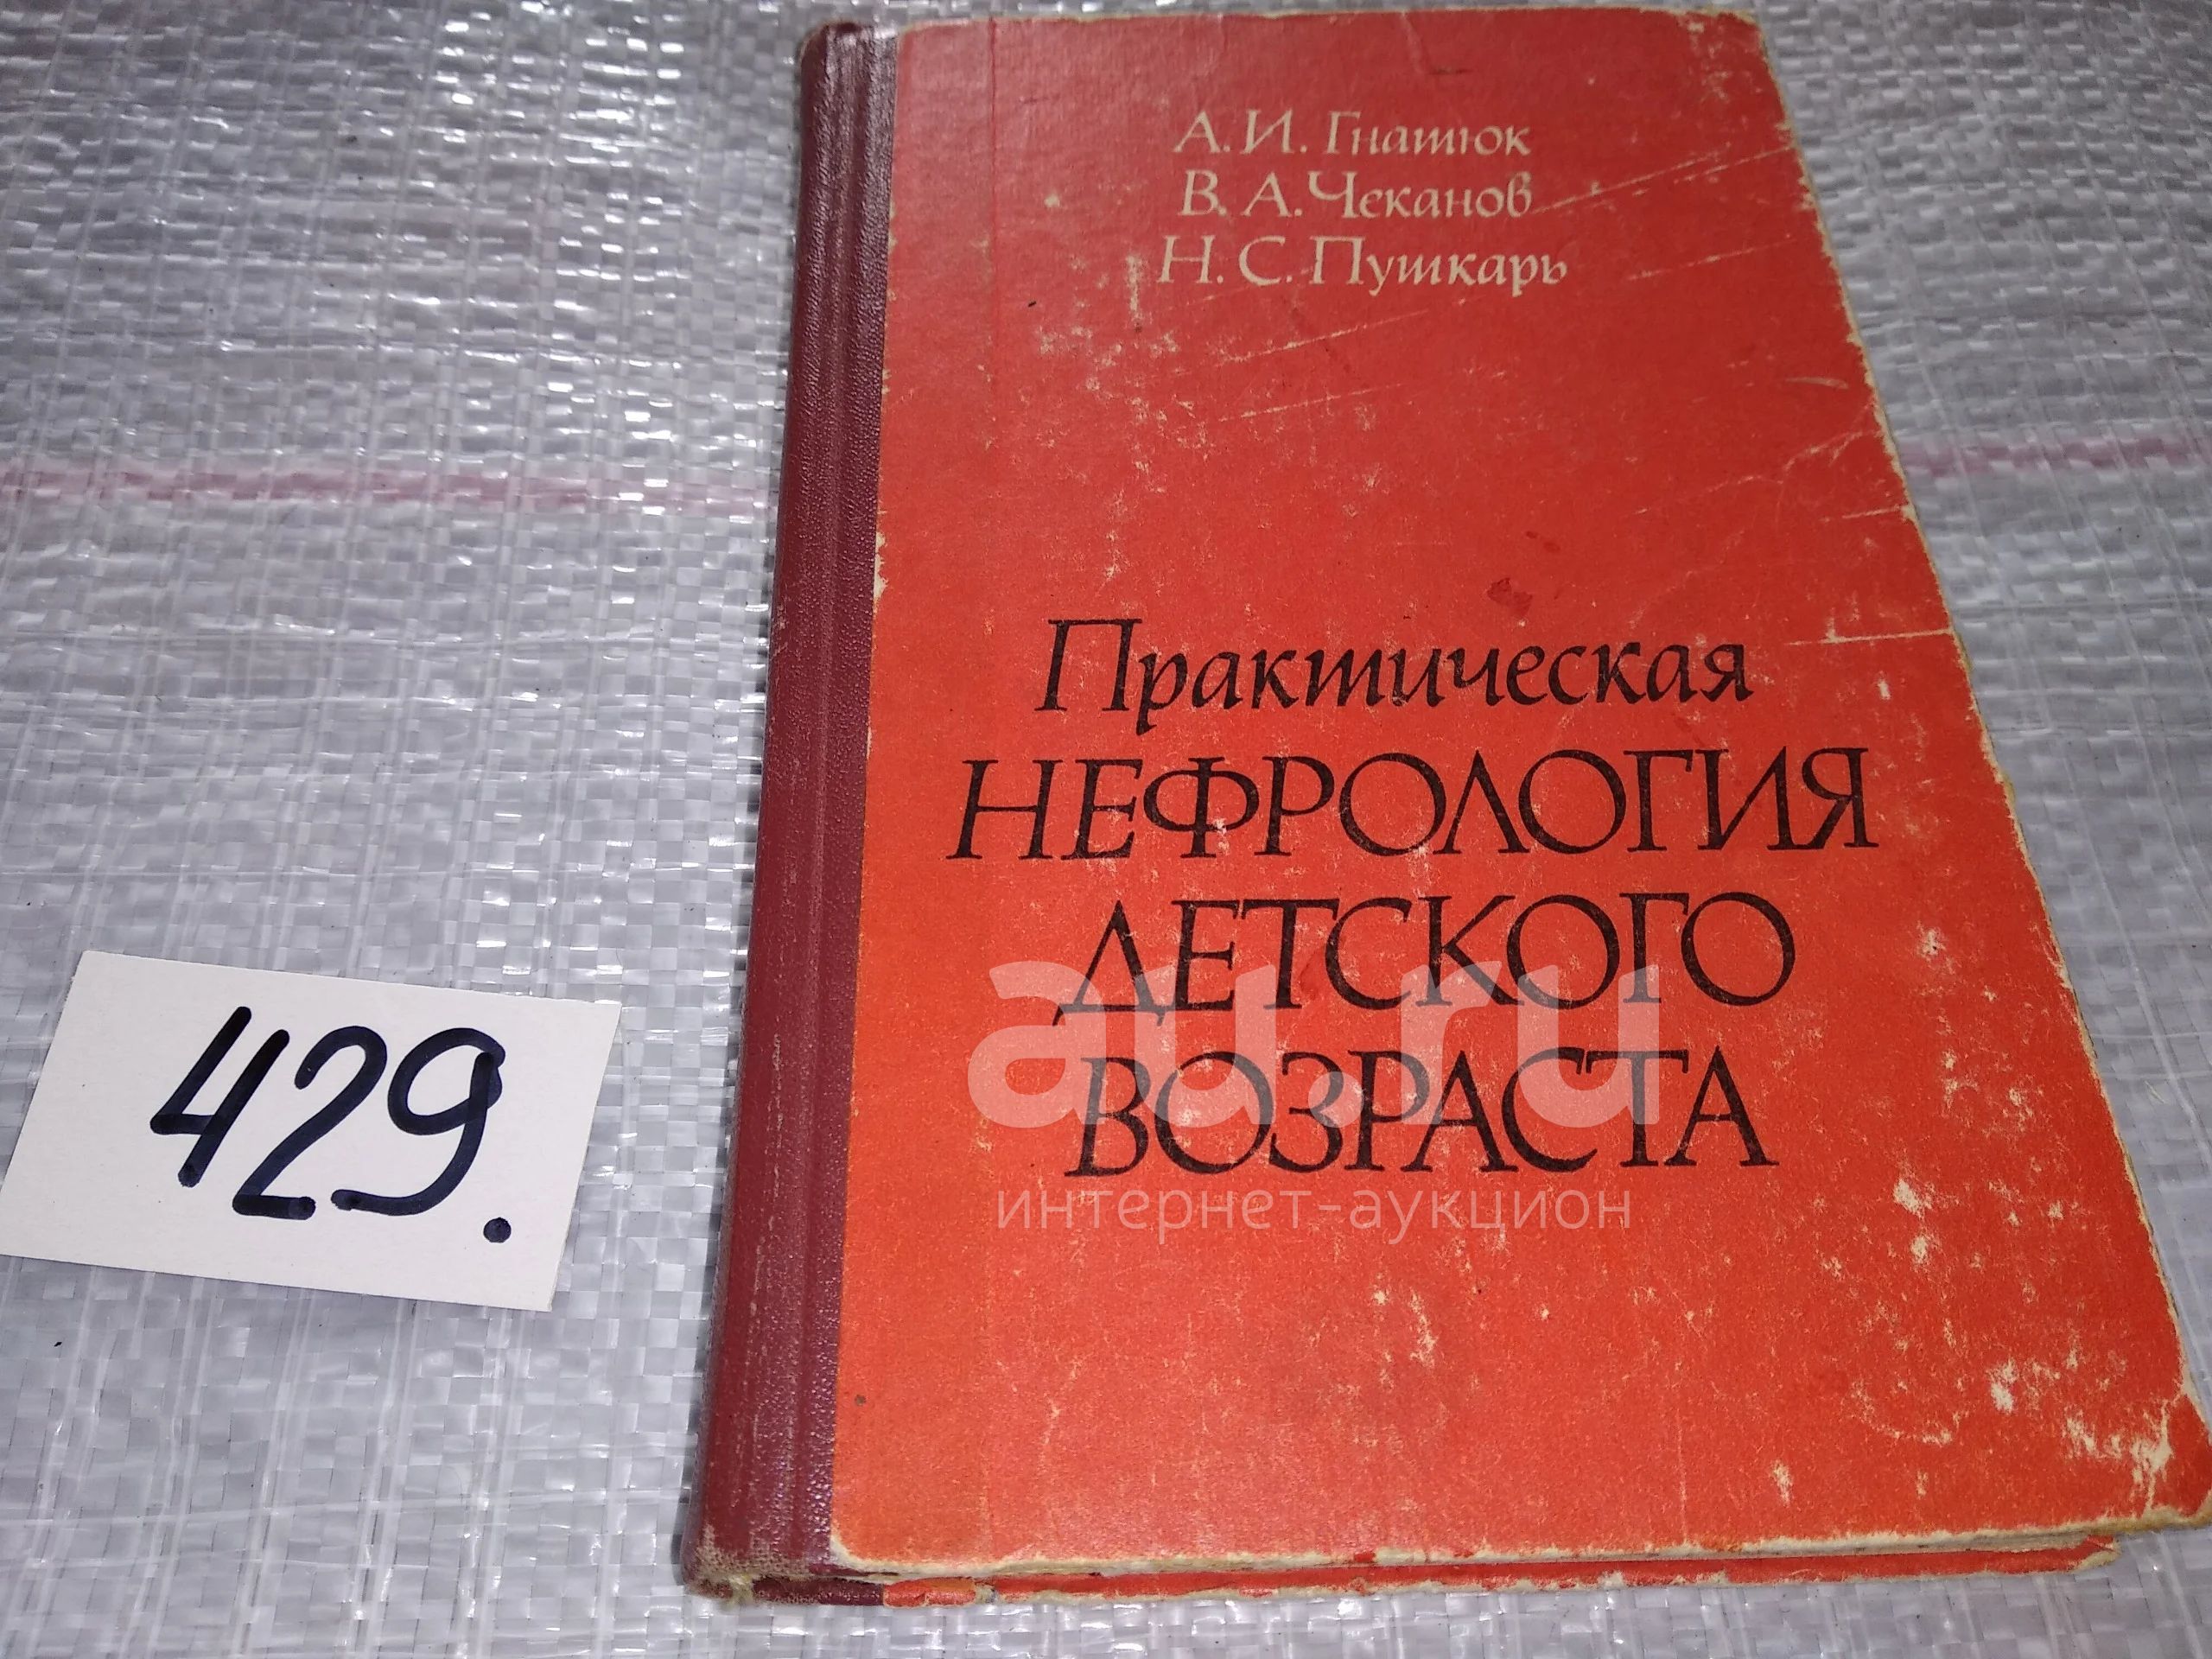 А. И. Гнатюк
В. А. Чеканов
Н. С. Пушкарь
Практическая
НЕФРОЛОГИЯ
ДЕТСКОГО
ВОЗРАСТА
au.ru
интернет-аукцион
429.